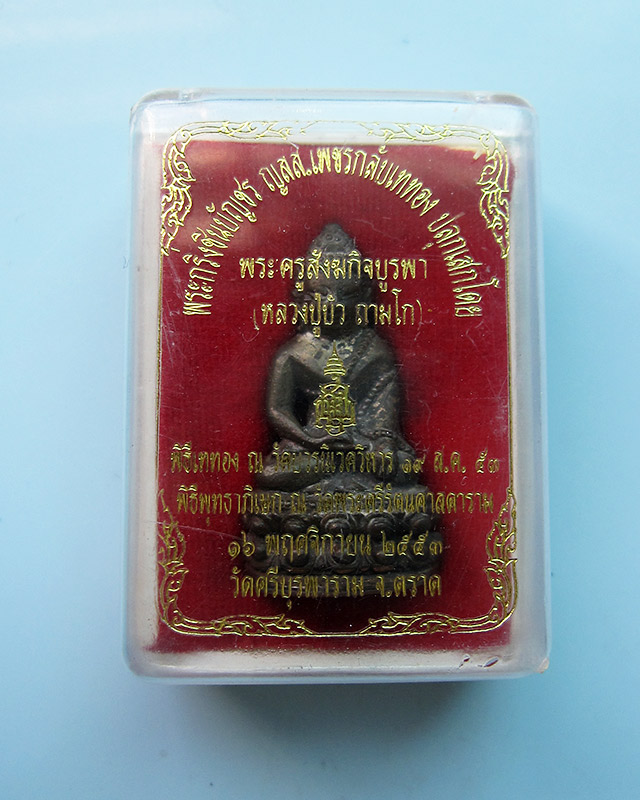 พระกริ่งชินบัญชร ญสส.เพชรกลับเททอง ปลุกเสกโดย
พระครูสังฆกิจบูรพา
(หลวงปู่บัว ถามโก)
พิธีเททอง ณ วัดบวรนิเวศวิหาร ๑๙ ส.ค. ๕๓
พิธีพุทธาภิเษก ณ วัดพระศรีรัตนศาสดาราม
๑๖ พฤศจิกายน ๒๕๕๓
วัดศรีบุรพาราม จ.ตราด